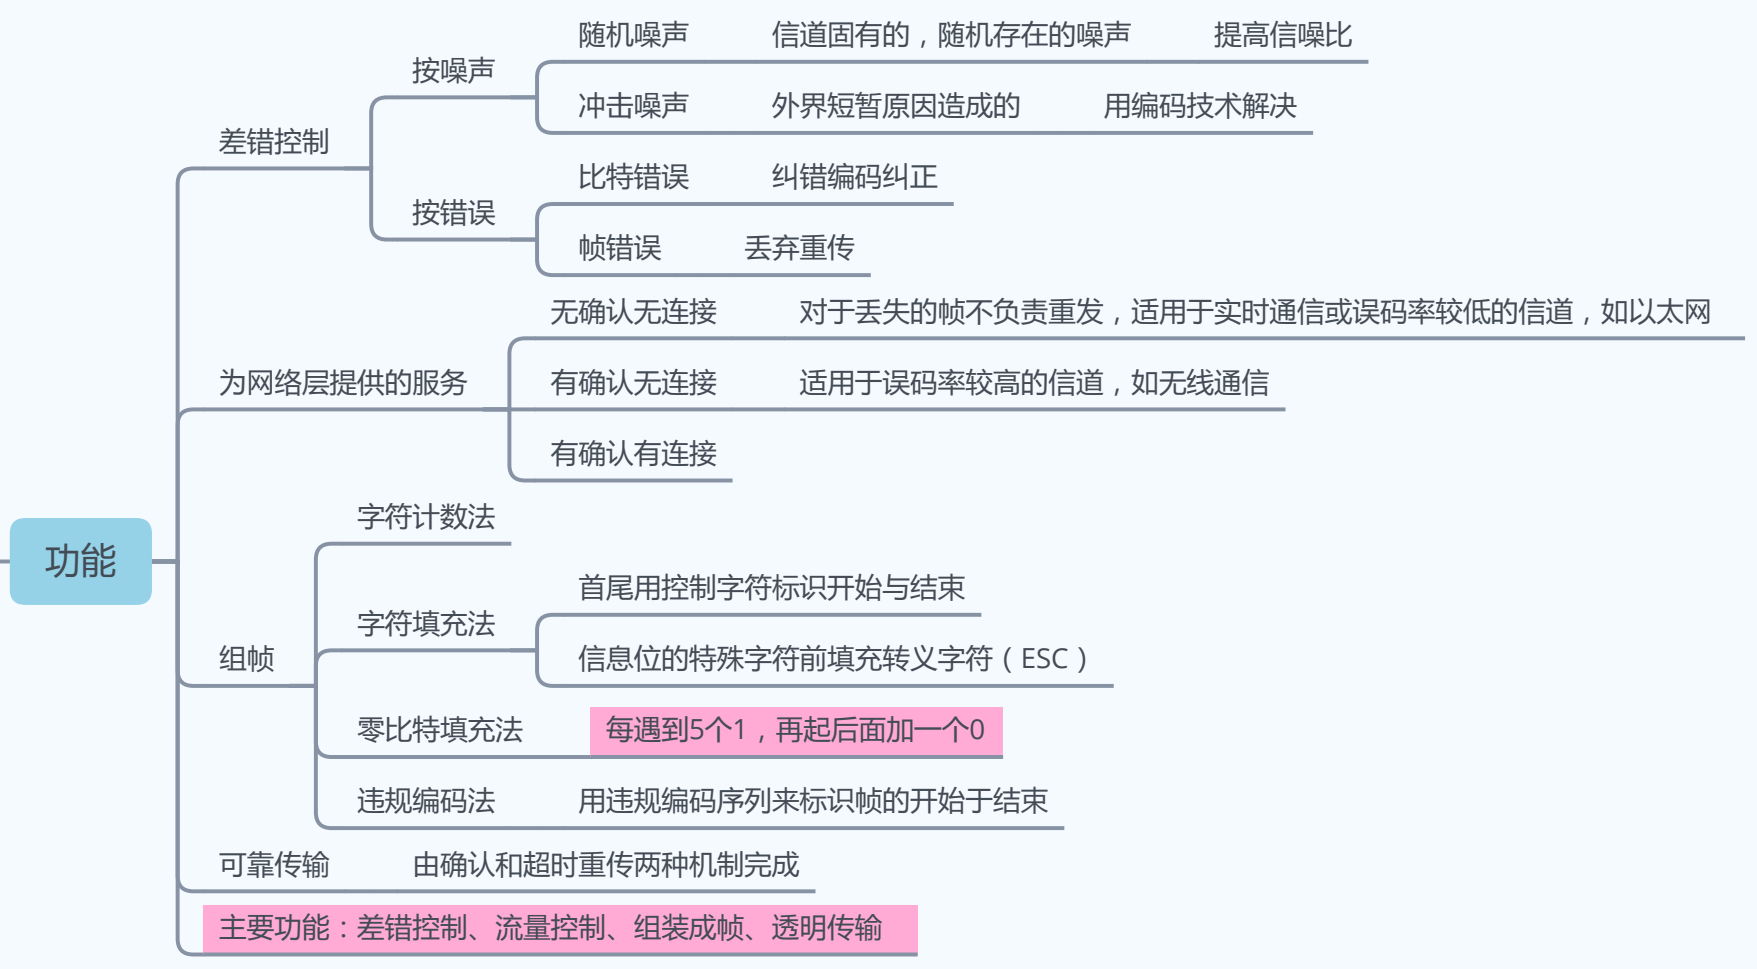 功能
差错控制
按噪声
随机噪声
信道固有的，随机存在的噪声
提高信噪比
冲击噪声
外界短暂原因造成的
用编码技术解决
按错误
比特错误
纠错编码纠正
帧错误
丢弃重传
为网络层提供的服务
无确认无连接
对于丢失的帧不负责重发，适用于实时通信或误码率较低的信道，如以太网
有确认无连接
适用于误码率较高的信道，如无线通信
有确认有连接
组帧
字符计数法
字符填充法
首尾用控制字符标识开始与结束
信息位的特殊字符前填充转义字符（ESC）
零比特填充法
每遇到5个1，再起后面加一个0
违规编码法
用违规编码序列来标识帧的开始于结束
可靠传输
由确认和超时重传两种机制完成
主要功能：差错控制、流量控制、组装成帧、透明传输